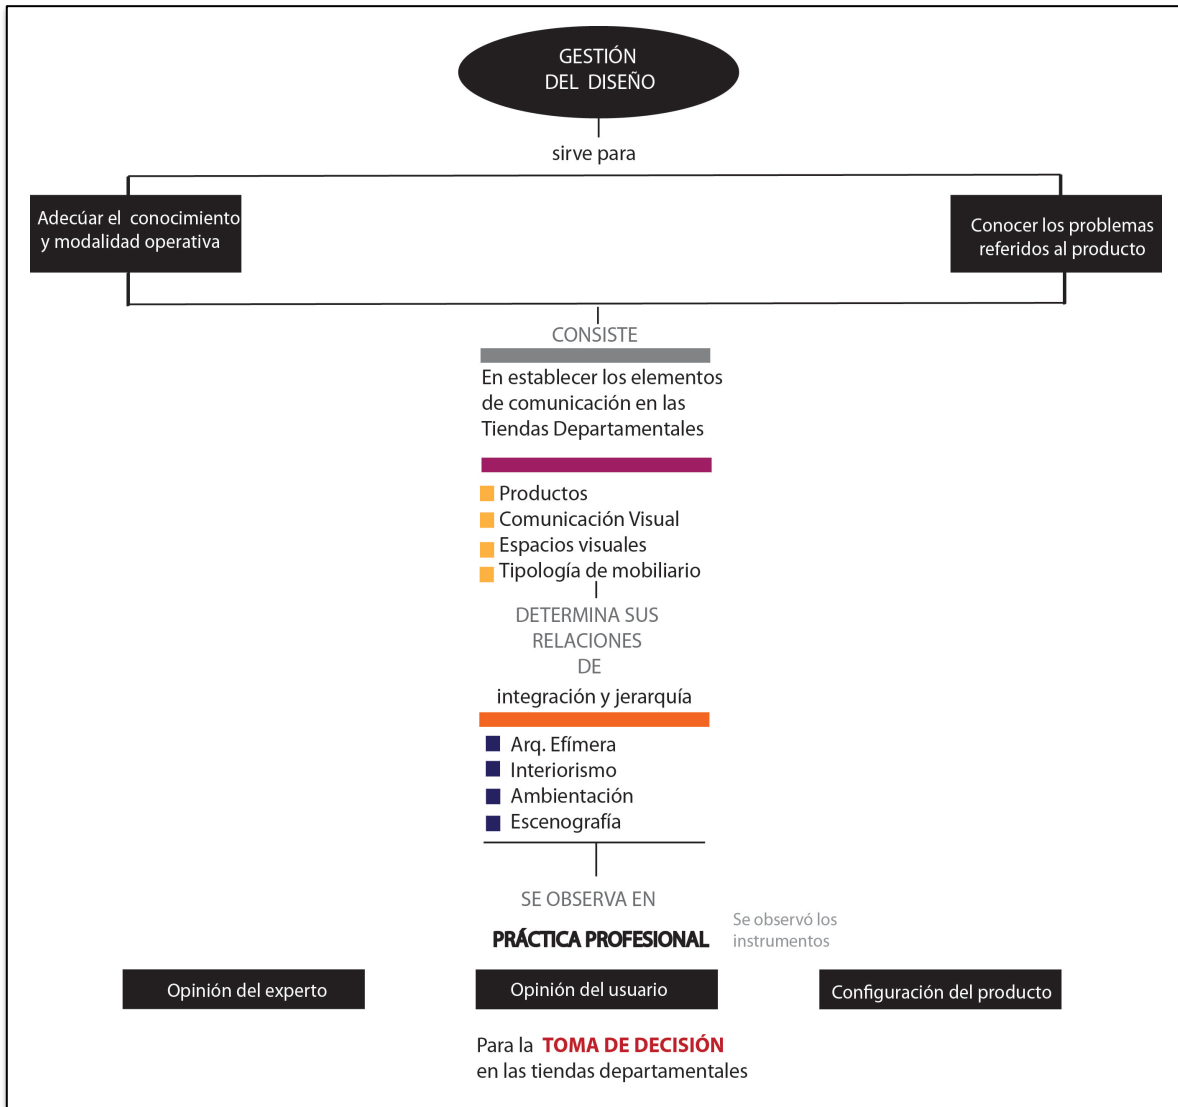 GESTIÓN
DEL DISEÑO
sirve para
Adecúar el conocimiento
y modalidad operativa
Conocer los problemas
referidos al producto
CONSISTE
En establecer los elementos
de comunicación en las
Tiendas Departamentales
Productos
Comunicación Visual
Espacios visuales
Tipología de mobiliario
DETERMINA SUS
RELACIONES
DE
integración y jerarquía
Arq. Efímera
Interiorismo
Ambientación
Escenografía
SE OBSERVA EN
PRÁCTICA PROFESIONAL
Se observó los
instrumentos
Opinión del experto
Opinión del usuario
Configuración del producto
Para la TOMA DE DECISIÓN
en las tiendas departamentales